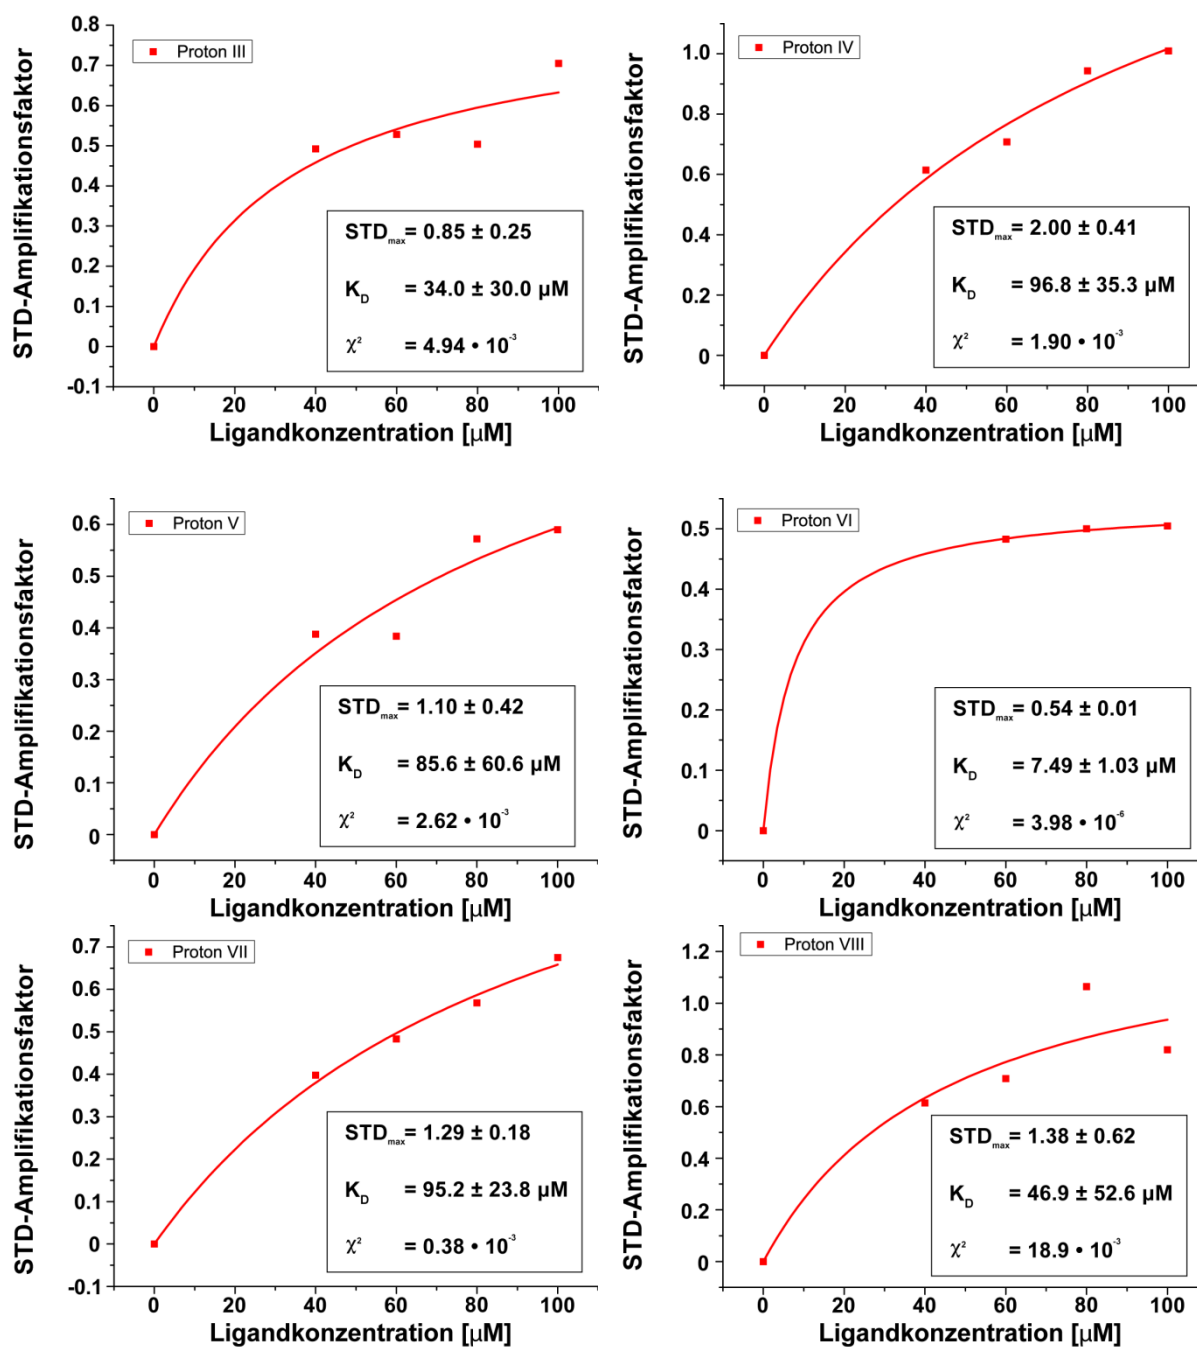 Proton III
STD-Amplifikationsfaktor
0.8
0.7
0.6
0.5
0.4
0.3
0.2
0.1
0
-0.1
STDmax= 0.85 ± 0.25
KD = 34.0 ± 30.0 µM
χ² = 4.94 • 10⁻³
0 20 40 60 80 100
Ligandkonzentration [µM]
Proton IV
STD-Amplifikationsfaktor
1.0
0.8
0.6
0.4
0.2
0
STDmax= 2.00 ± 0.41
KD = 96.8 ± 35.3 µM
χ² = 1.90 • 10⁻³
0 20 40 60 80 100
Ligandkonzentration [µM]
Proton V
STD-Amplifikationsfaktor
0.6
0.5
0.4
0.3
0.2
0.1
0
STDmax= 1.10 ± 0.42
KD = 85.6 ± 60.6 µM
χ² = 2.62 • 10⁻³
0 20 40 60 80 100
Ligandkonzentration [µM]
Proton VI
STD-Amplifikationsfaktor
0.5
0.4
0.3
0.2
0.1
0
STDmax= 0.54 ± 0.01
KD = 7.49 ± 1.03 µM
χ² = 3.98 • 10⁻⁶
0 20 40 60 80 100
Ligandkonzentration [µM]
Proton VII
STD-Amplifikationsfaktor
0.7
0.6
0.5
0.4
0.3
0.2
0.1
0
-0.1
STDmax= 1.29 ± 0.18
KD = 95.2 ± 23.8 µM
χ² = 0.38 • 10⁻³
0 20 40 60 80 100
Ligandkonzentration [µM]
Proton VIII
STD-Amplifikationsfaktor
1.2
1.0
0.8
0.6
0.4
0.2
0
STDmax= 1.38 ± 0.62
KD = 46.9 ± 52.6 µM
χ² = 18.9 • 10⁻³
0 20 40 60 80 100
Ligandkonzentration [µM]